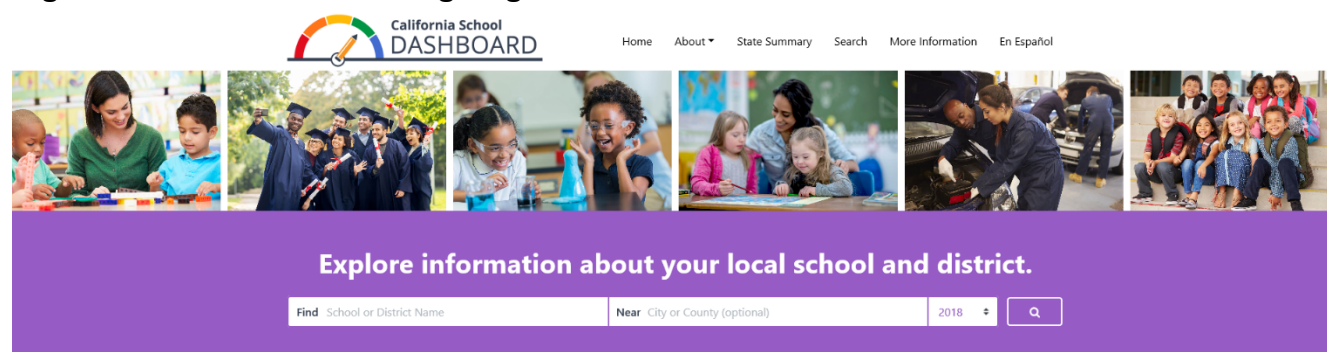 California School
DASHBOARD
Home About State Summary Search More Information En Español
Explore information about your local school and district.
Find School or District Name Near City or County (optional) 2018